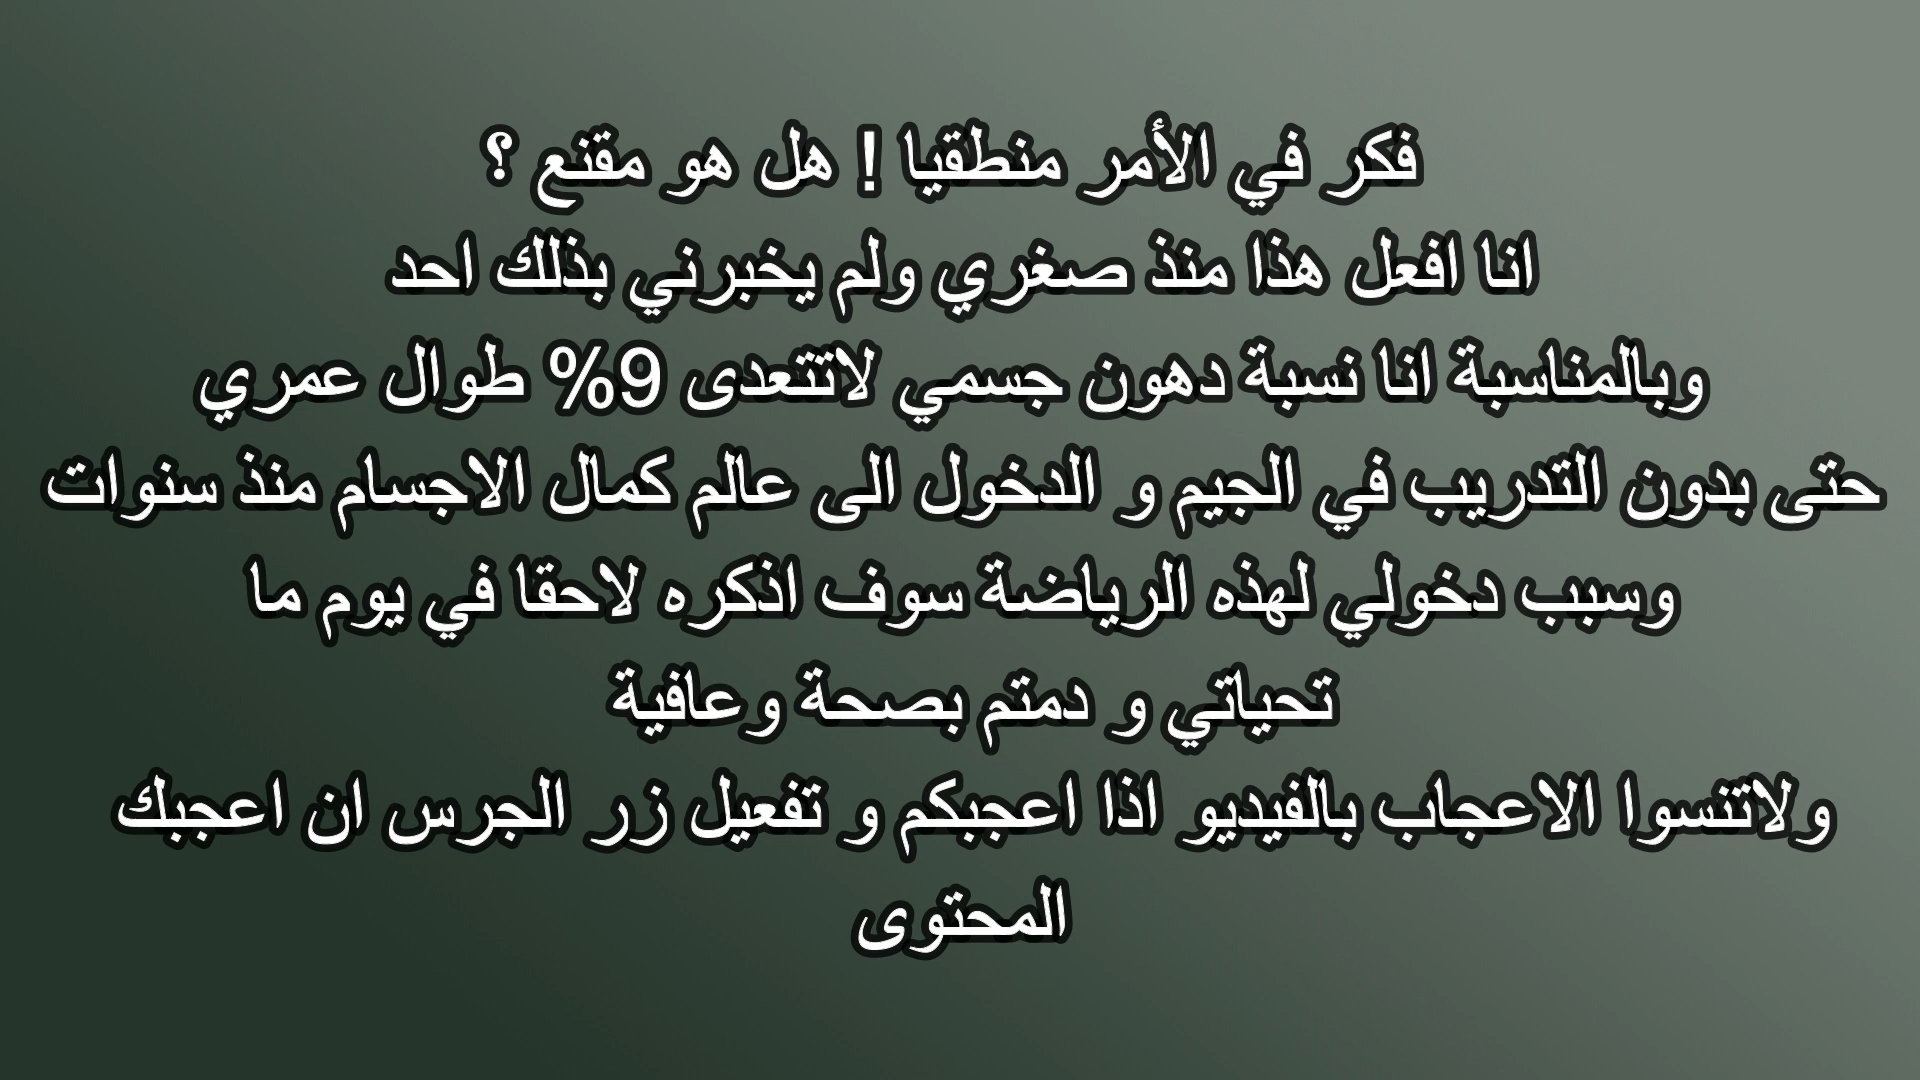 فكر في الأمر منطقيا ! هل هو مقنع ؟
انا افعل هذا منذ صغري ولم يخبرني بذلك احد
وبالمناسبة انا نسبة دهون جسمي لاتتعدى 9% طوال عمري
حتى بدون التدريب في الجيم و الدخول الى عالم كمال الاجسام منذ سنوات
وسبب دخولي لهذه الرياضة سوف اذكره لاحقا في يوم ما
تحياتي و دمتم بصحة وعافية
ولاتنسوا الاعجاب بالفيديو اذا اعجبكم و تفعيل زر الجرس ان اعجبك
المحتوى